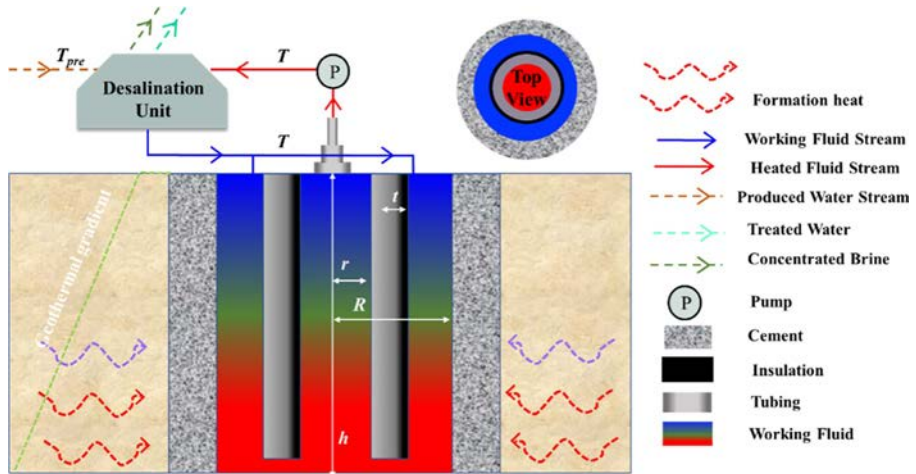 T_pre
T
P
Desalination
Unit
T
Top
View
Geothermal gradient
t
r
R
h
Formation heat
Working Fluid Stream
Heated Fluid Stream
Produced Water Stream
Treated Water
Concentrated Brine
P
Pump
Cement
Insulation
Tubing
Working Fluid